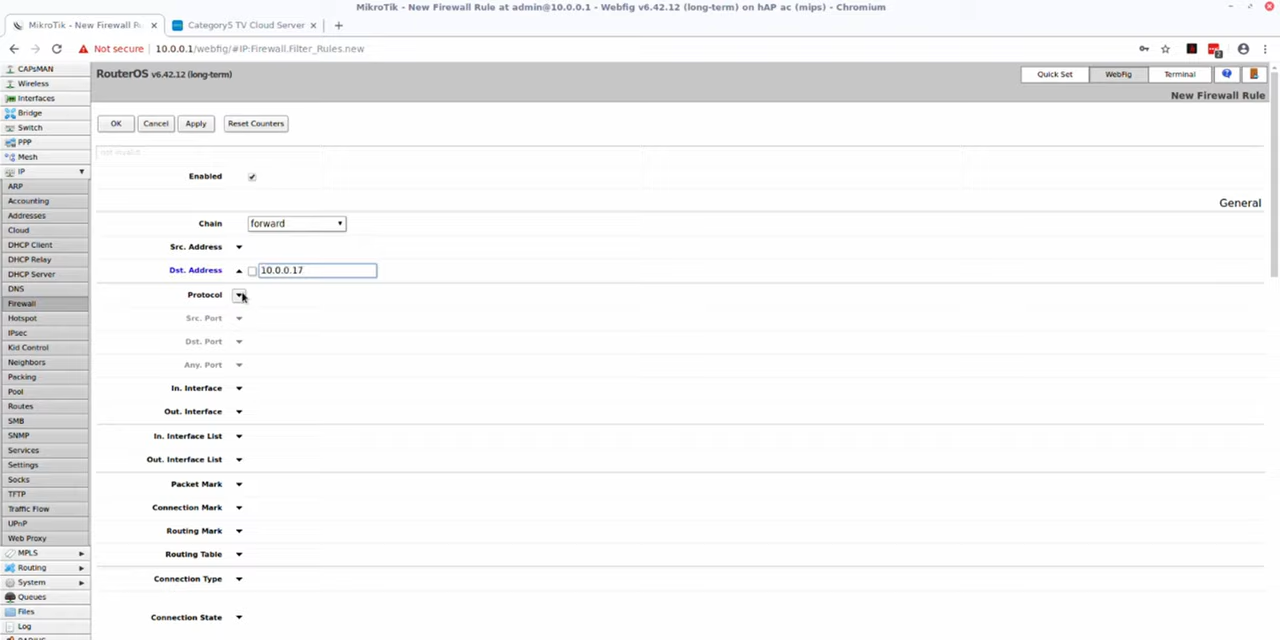 MikroTik - New Firewall Rule at admin@10.0.0.1 - Webfig v6.42.12 (long-term) on hAP ac (mips) - Chromium
MikroTik - New Firewall Ru
Category5 TV Cloud Server
Not secure
10.0.0.1/webfig/#IP:Firewall.Filter_Rules.new
CAPsMAN
Wireless
Interfaces
Bridge
Switch
PPP
Mesh
IP
ARP
Accounting
Addresses
Cloud
DHCP Client
DHCP Relay
DHCP Server
DNS
Firewall
Hotspot
IPsec
Kid Control
Neighbors
Packing
Pool
Routes
SMB
SNMP
Services
Settings
Socks
TFTP
Traffic Flow
UPnP
Web Proxy
MPLS
Routing
System
Queues
Files
Log
RouterOS v6.42.12 (long-term)
Quick Set
WebFig
Terminal
New Firewall Rule
OK
Cancel
Apply
Reset Counters
not invalid
Enabled
General
Chain
forward
Src. Address
Dst. Address
10.0.0.17
Protocol
Src. Port
Dst. Port
Any. Port
In. Interface
Out. Interface
In. Interface List
Out. Interface List
Packet Mark
Connection Mark
Routing Mark
Routing Table
Connection Type
Connection State